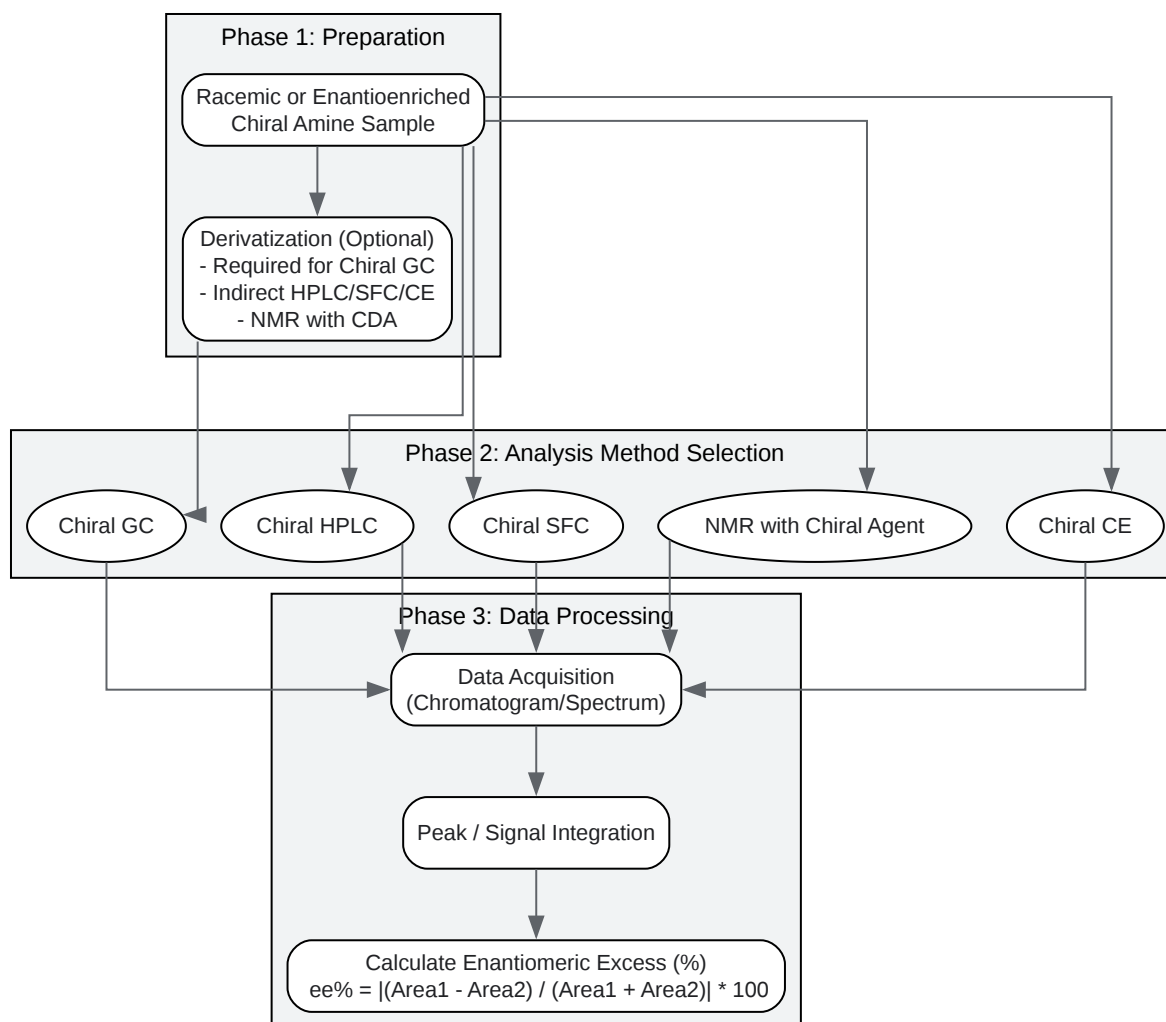 Phase 1: Preparation
Racemic or Enantioenriched
Chiral Amine Sample
Derivatization (Optional)
- Required for Chiral GC
- Indirect HPLC/SFC/CE
- NMR with CDA
Phase 2: Analysis Method Selection
Chiral GC
Chiral HPLC
Chiral SFC
NMR with Chiral Agent
Chiral CE
Phase 3: Data Processing
Data Acquisition
(Chromatogram/Spectrum)
Peak / Signal Integration
Calculate Enantiomeric Excess (%)
ee% = |(Area1 - Area2) / (Area1 + Area2)| * 100